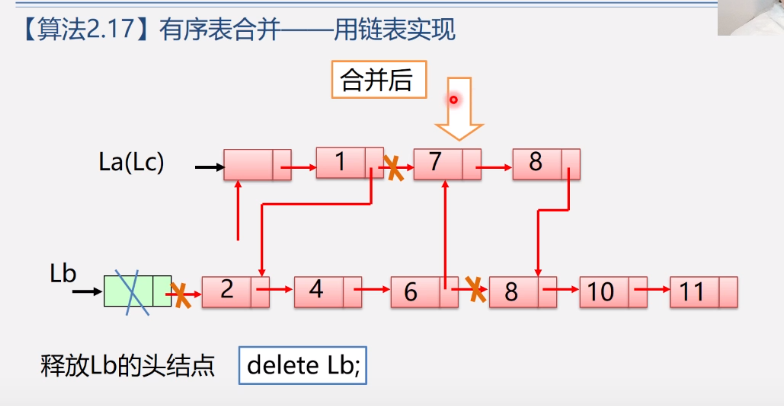 【算法2.17】有序表合并——用链表实现
合并后
La(Lc) 1 7 8
Lb 2 4 6 8 10 11
释放Lb的头结点 delete Lb;